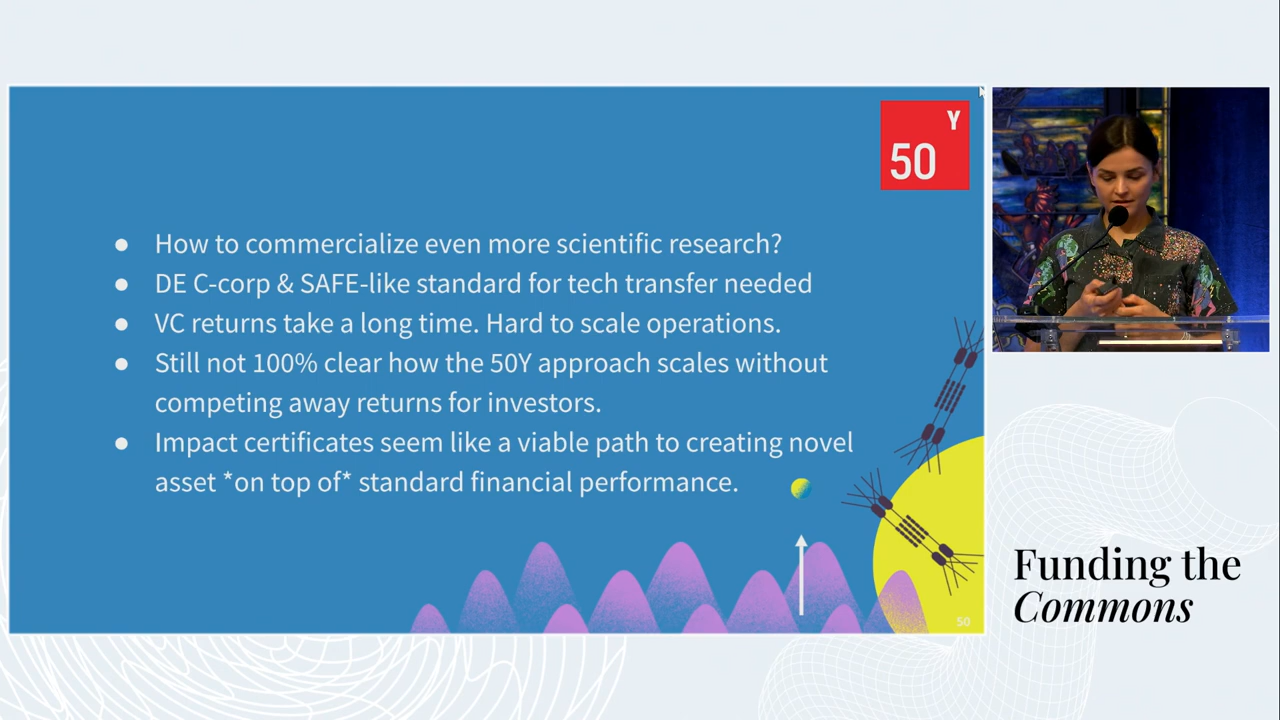 Y
50
● How to commercialize even more scientific research?
● DE C-corp & SAFE-like standard for tech transfer needed
● VC returns take a long time. Hard to scale operations.
● Still not 100% clear how the 50Y approach scales without
competing away returns for investors.
● Impact certificates seem like a viable path to creating novel
asset *on top of* standard financial performance.
50
Funding the
Commons